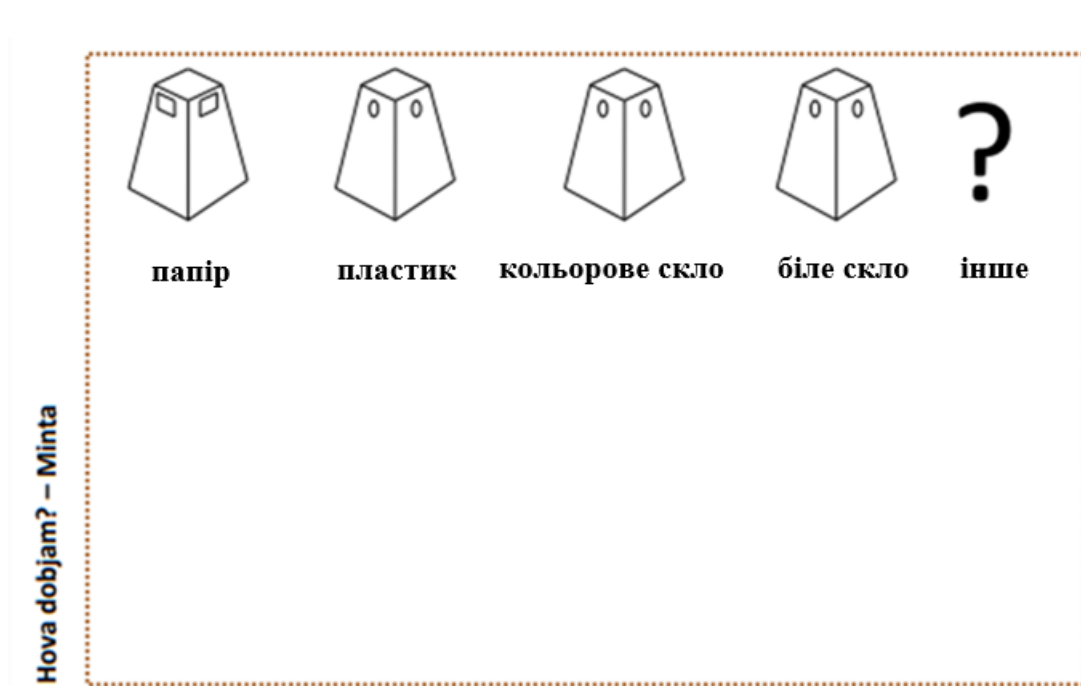 ?
папір
пластик
кольорове скло
біле скло
інше
Hova dobjam? – Minta